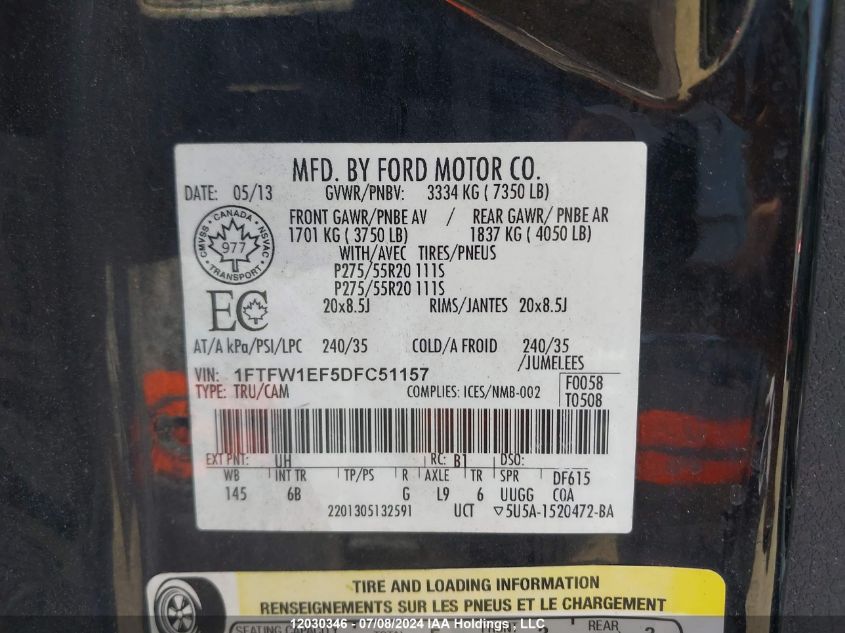 MFD. BY FORD MOTOR CO.
DATE: 05/13 GVWR/PNBV: 3334 KG ( 7350 LB)
FRONT GAWR/PNBE AV / REAR GAWR/ PNBE AR
1701 KG ( 3750 LB) 1837 KG ( 4050 LB)
WITH/AVEC TIRES/PNEUS
P275/55R20 111S
P275/55R20 111S
20x8.5J RIMS/JANTES 20x8.5J
CMVSS • CANADA • NSVAC
977
TRANSPORT
EC
AT/A kPa/PSI/LPC 240/35 COLD/A FROID 240/35
/JUMELEES
VIN: 1FTFW1EF5DFC51157
TYPE: TRU/CAM COMPLIES: ICES/NMB-002
F0058
T0508
EXT PNT: UH RC: B1 DSO:
WB INT TR TP/PS R AXLE TR SPR DF615
145 6B G L9 6 UUGG COA
2201305132591 UCT ▽5U5A-1520472-BA
TIRE AND LOADING INFORMATION
RENSEIGNEMENTS SUR LES PNEUS ET LE CHARGEMENT
SEATING CAPACITY TOTAL 5 REAR 3
12030346 - 07/08/2024 IAA Holdings, LLC